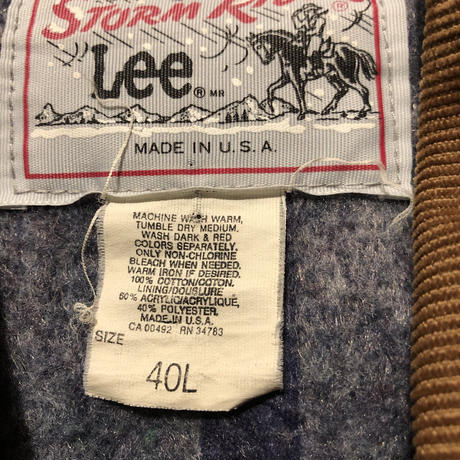 STORM
Lee ® MR
MADE IN U.S.A.
MACHINE WASH WARM,
TUMBLE DRY MEDIUM.
WASH DARK & RED
COLORS SEPARATELY.
ONLY NON-CHLORINE
BLEACH WHEN NEEDED.
WARM IRON IF DESIRED.
100% COTTON/COTON.
LINING/DOUBLURE
60% ACRYLIC/ACRYLIQUE,
40% POLYESTER.
MADE IN U.S.A.
CA 00492 RN 34783
SIZE
40L